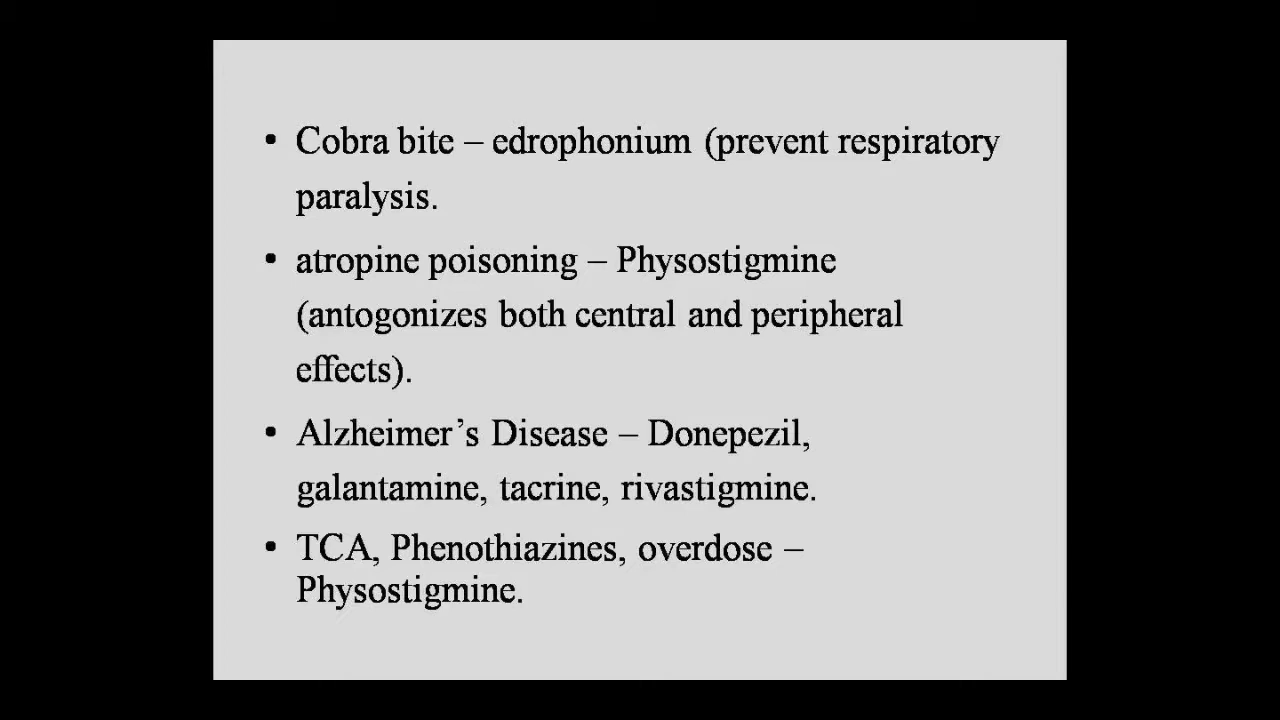 • Cobra bite – edrophonium (prevent respiratory
paralysis.
• atropine poisoning – Physostigmine
(antogonizes both central and peripheral
effects).
• Alzheimer’s Disease – Donepezil,
galantamine, tacrine, rivastigmine.
• TCA, Phenothiazines, overdose –
Physostigmine.